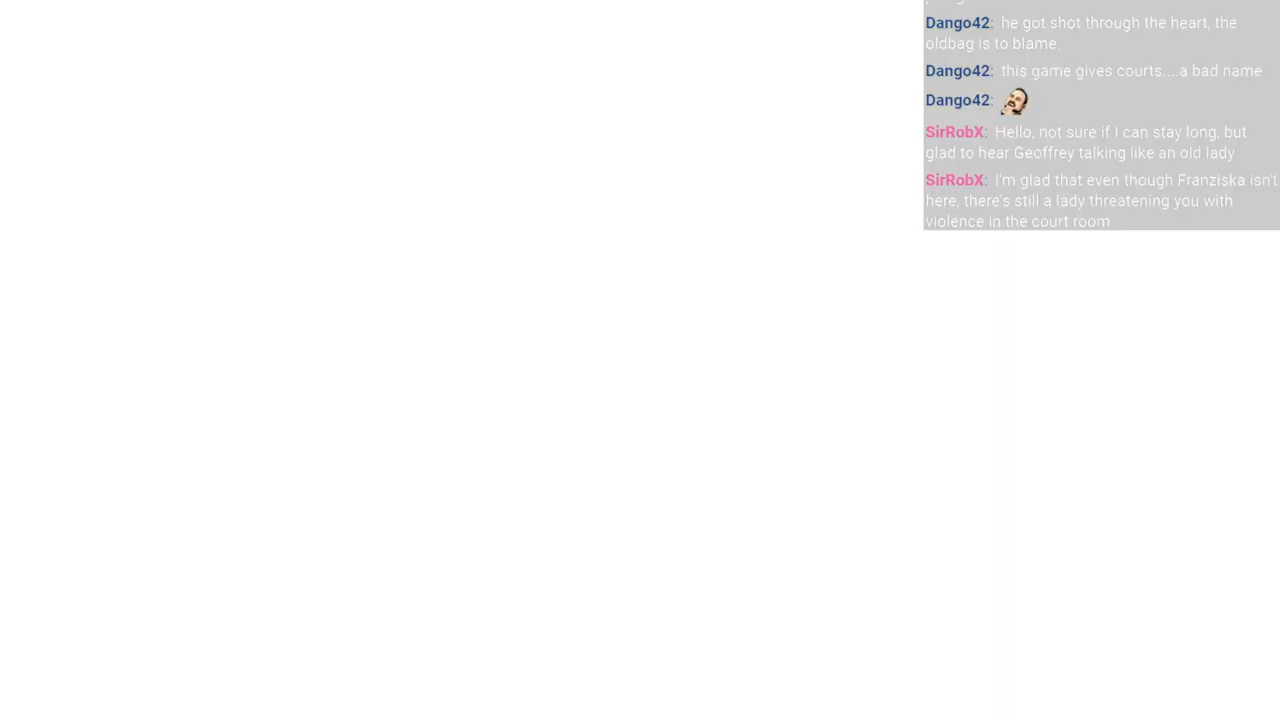 Dango42: he got shot through the heart, the
oldbag is to blame.
Dango42: this game gives courts....a bad name
Dango42:
SirRobX: Hello, not sure if I can stay long, but
glad to hear Geoffrey talking like an old lady
SirRobX: I'm glad that even though Franziska isn't
here, there's still a lady threatening you with
violence in the court room